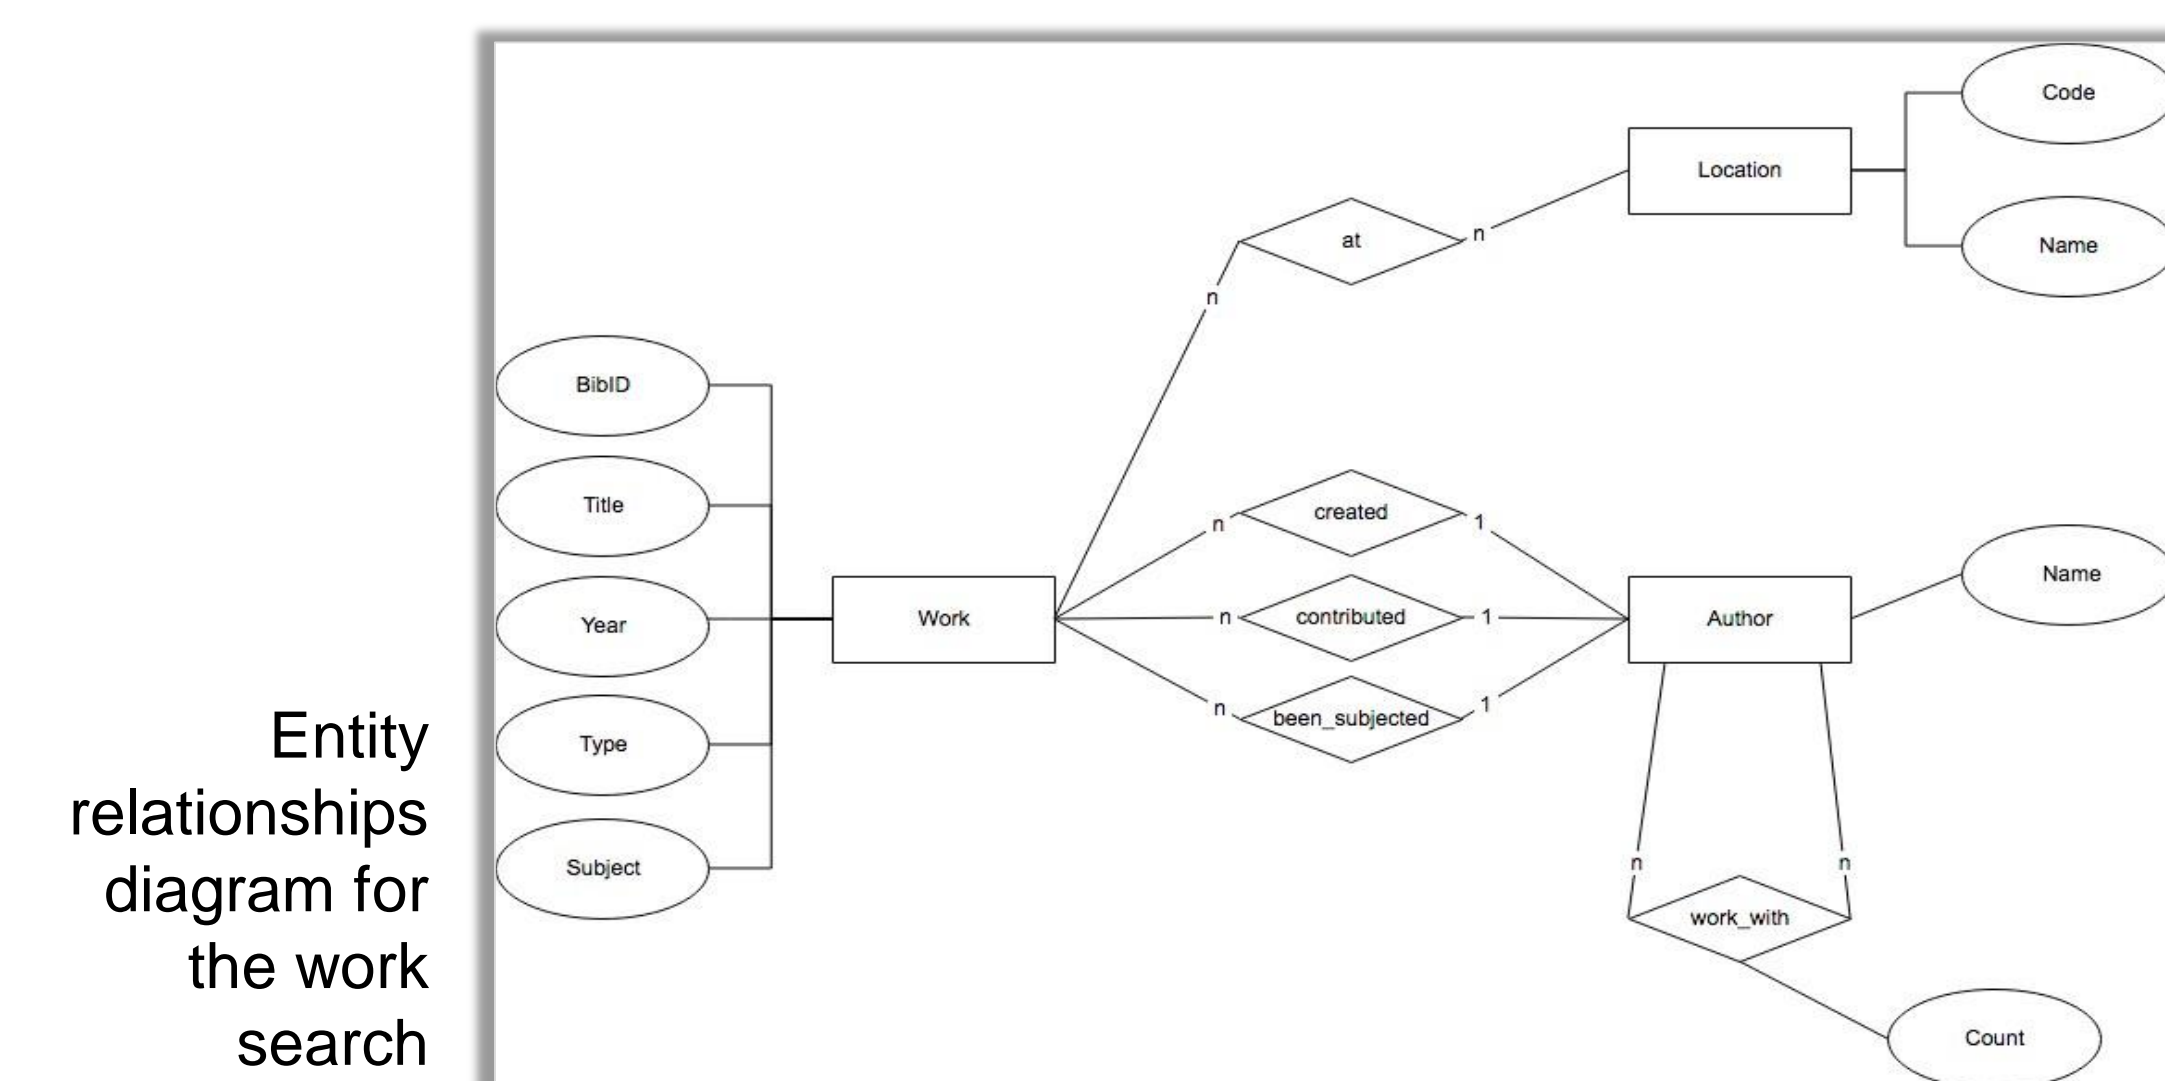 Code
Location
Name
at
n
n
BibID
Title
Year
Type
Subject
Work
created
n
1
contributed
n
1
been_subjected
n
1
Author
Name
n
n
work_with
Count
Entity
relationships
diagram for
the work
search